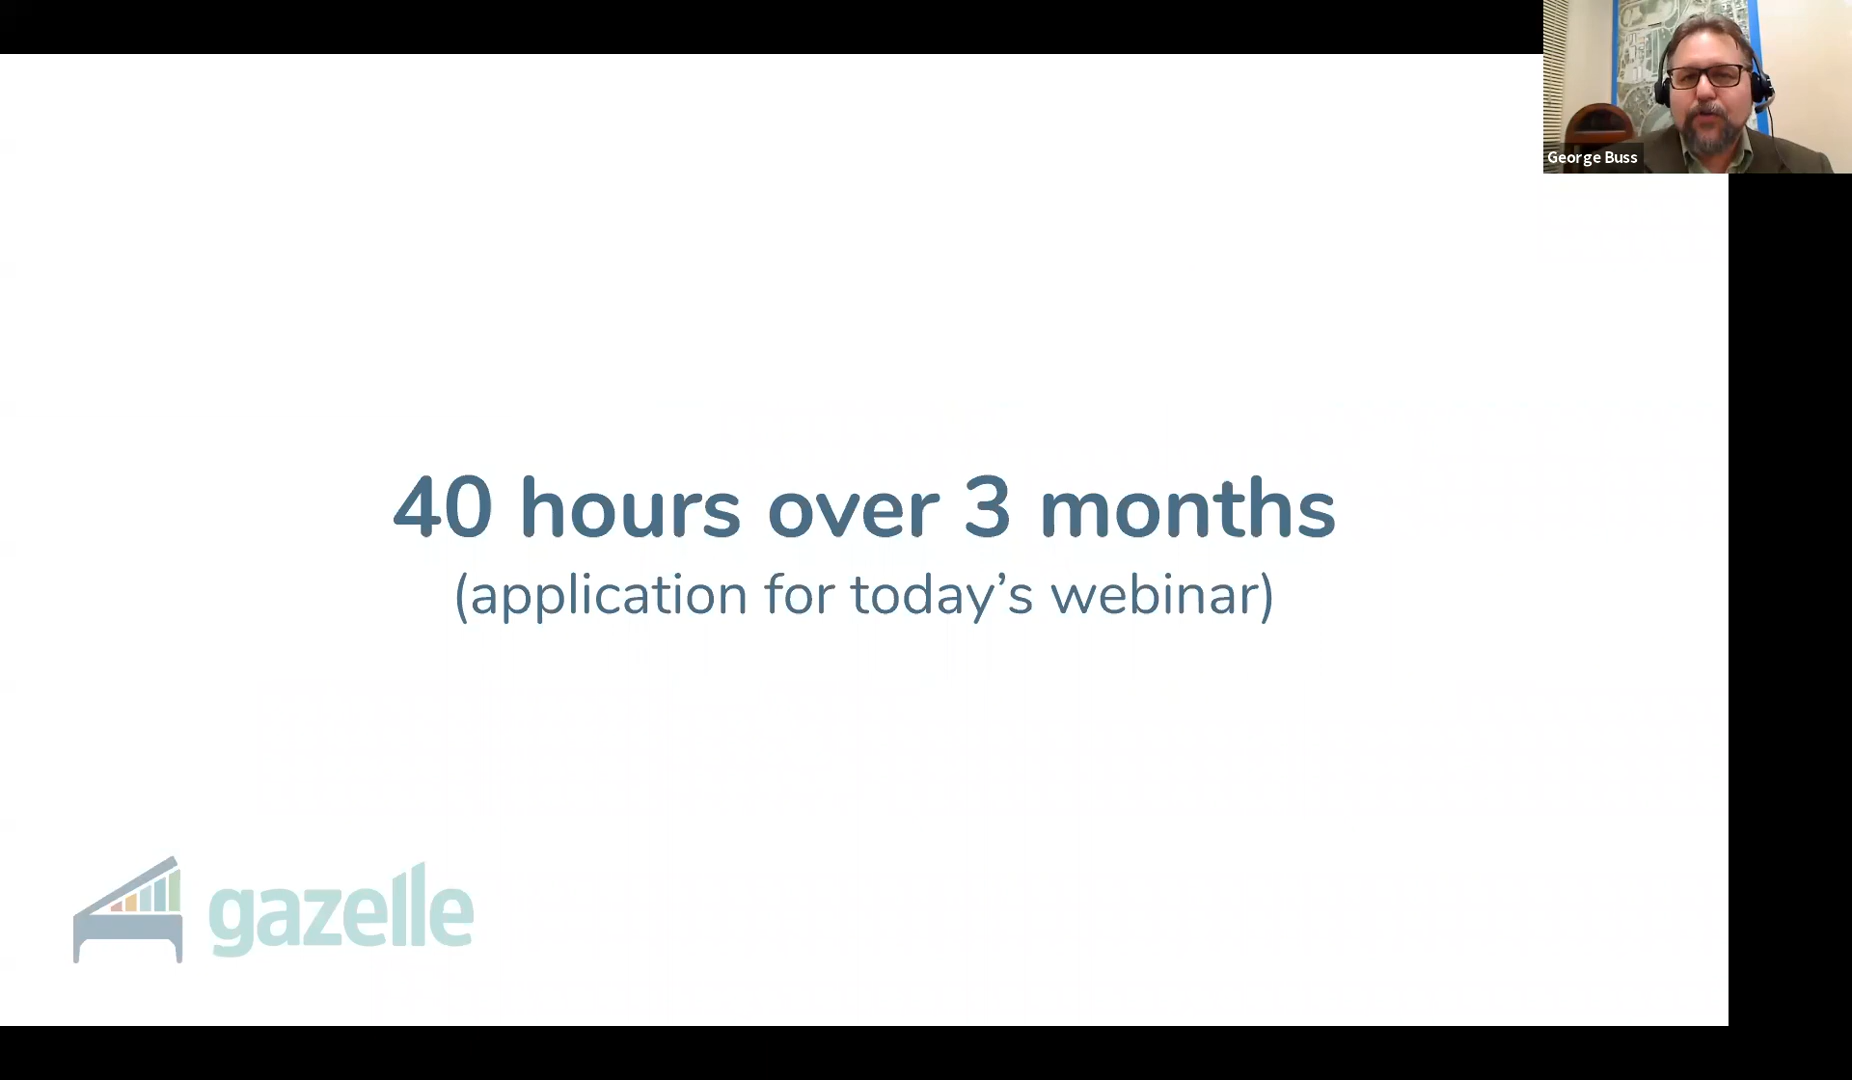 George Buss
40 hours over 3 months
(application for today’s webinar)
gazelle